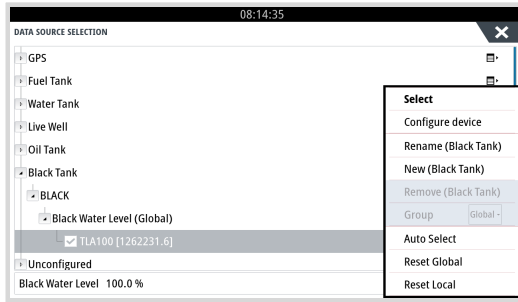 08:14:35
DATA SOURCE SELECTION
GPS
Fuel Tank
Water Tank
Live Well
Oil Tank
Black Tank
BLACK
Black Water Level (Global)
TLA100 [1262231.6]
Unconfigured
Black Water Level 100.0 %
Select
Configure device
Rename (Black Tank)
New (Black Tank)
Remove (Black Tank)
Group Global -
Auto Select
Reset Global
Reset Local